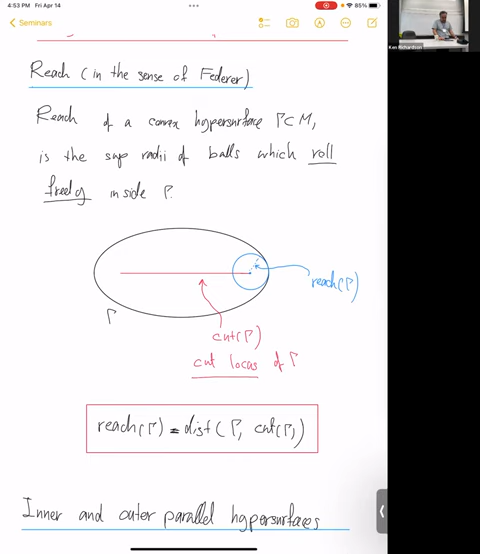 4:53 PM Fri Apr 14
85%
Seminars
Ken Richardson
Reach (in the sense of Federer)
Reach of a convex hypersurface Γ⊂M,
is the sup radii of balls which roll
freely inside Γ.
reach(Γ)
Γ
cut(Γ)
cut locus of Γ
reach(Γ) = dist(Γ, cut(Γ))
Inner and outer parallel hypersurfaces